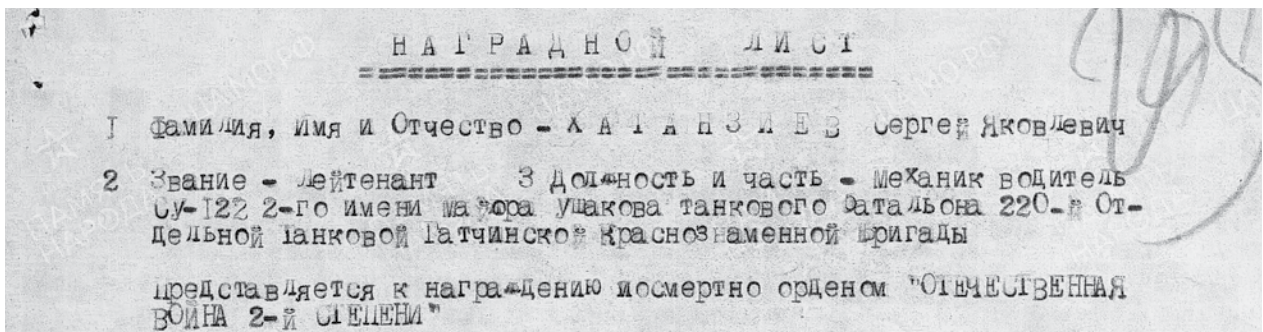 НАГРАДНОЙ ЛИСТ
I Фамилия, Имя и Отчество - ХАТАНЗИЕВ Сергей Яковлевич
2 Звание - Лейтенант 3 Должность и часть - Механик водитель
СУ-I22 2-го имени майора Ушакова танкового Батальона 220-й От-
дельной Танковой Гатчинской Краснознаменной Бригады
Представляется к награждению посмертно орденом "ОТЕЧЕСТВЕННАЯ
ВОЙНА 2-й СТЕПЕНИ"